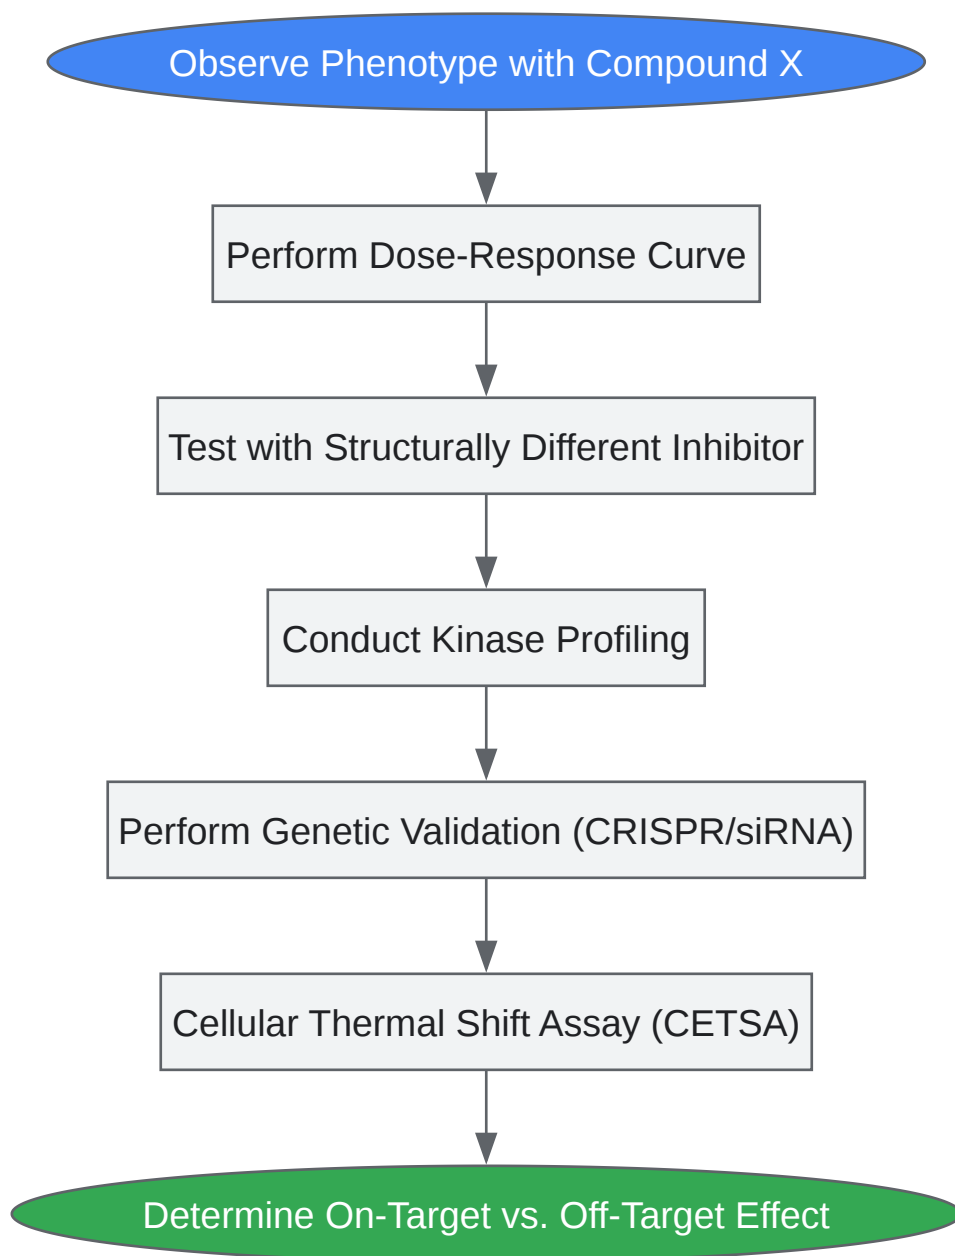 Observe Phenotype with Compound X
Perform Dose-Response Curve
Test with Structurally Different Inhibitor
Conduct Kinase Profiling
Perform Genetic Validation (CRISPR/siRNA)
Cellular Thermal Shift Assay (CETSA)
Determine On-Target vs. Off-Target Effect